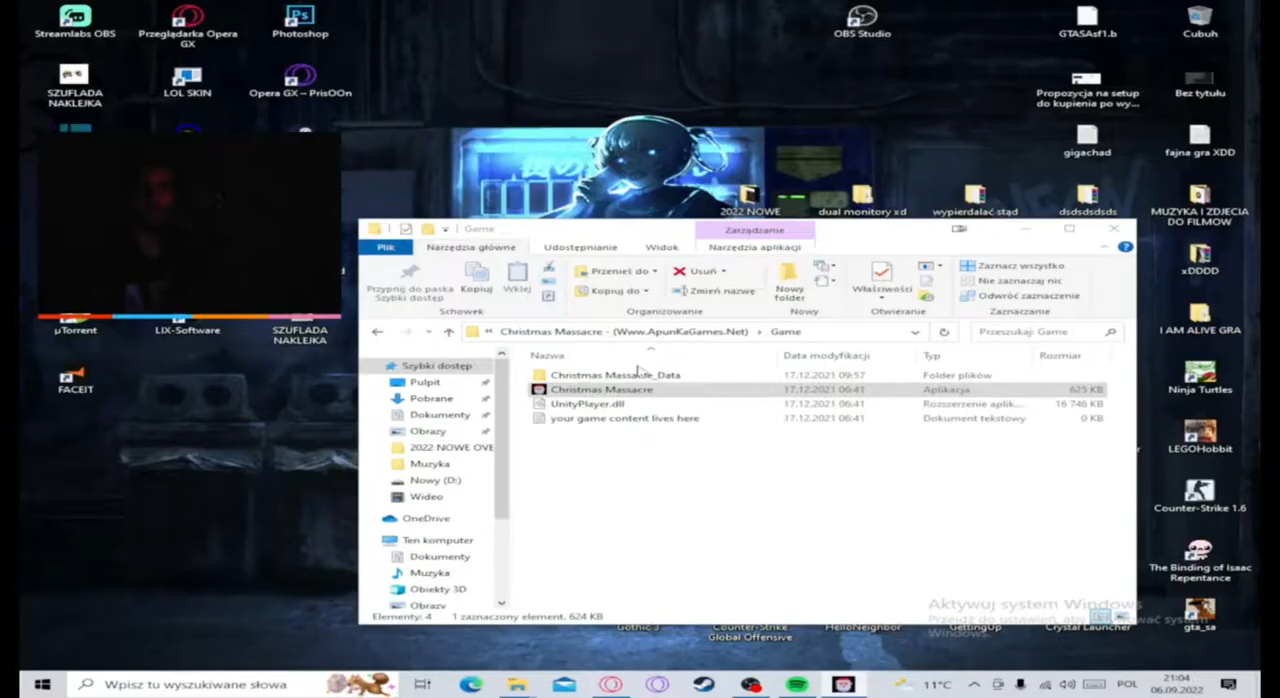 Streamlabs OBS
Przeglądarka Opera
GX
Photoshop
OBS Studio
GTASAsf1.b
Cubuh
SZUFLADA
NAKLEJKA
LOL SKIN
Opera GX – PrisOOn
Propozycja na setup
do kupienia po wy...
Bez tytułu
gigachad
fajna gra XDD
2022 NOWE
dual monitory xd
wypierdalać stąd
dsdsdsdsds
MUZYKA I ZDJECIA
DO FILMOW
xDDDD
I AM ALIVE GRA
Ninja Turtles
LEGOHobbit
Counter-Strike 1.6
The Binding of Isaac
Repentance
gta_sa
µTorrent
LIX-Software
SZUFLADA
NAKLEJKA
FACEIT
Game
Zarządzanie
Plik
Narzędzia główne
Udostępnianie
Widok
Narzędzia aplikacji
Przypnij do paska
Szybki dostęp
Kopiuj
Wklej
Schowek
Przenieś do
Kopiuj do
Usuń
Zmień nazwę
Organizowanie
Nowy
folder
Nowy
Właściwości
Otwieranie
Zaznacz wszystko
Nie zaznaczaj nic
Odwróć zaznaczenie
Zaznaczanie
« Christmas Massacre - (Www.ApunKaGames.Net) > Game
Przeszukaj: Game
Nazwa Data modyfikacji Typ Rozmiar
Christmas Massacre_Data 17.12.2021 09:57 Folder plików
Christmas Massacre 17.12.2021 06:41 Aplikacja 625 KB
UnityPlayer.dll 17.12.2021 06:41 Rozszerzenie aplik... 16 746 KB
your game content lives here 17.12.2021 06:41 Dokument tekstowy 0 KB
Szybki dostęp
Pulpit
Pobrane
Dokumenty
Obrazy
2022 NOWE OVE
Muzyka
Nowy (D:)
Wideo
OneDrive
Ten komputer
Dokumenty
Muzyka
Obiekty 3D
Obrazy
Elementy: 4 1 zaznaczony element, 624 KB
Aktywuj system Windows
Przejdź do ustawień, aby aktywować system
Windows.
Gothic 3
Counter-Strike
Global Offensive
HelloNeighbor
GettingUp
Crystal Launcher
Wpisz tu wyszukiwane słowa
11°C
POL
21:04
06.09.2022